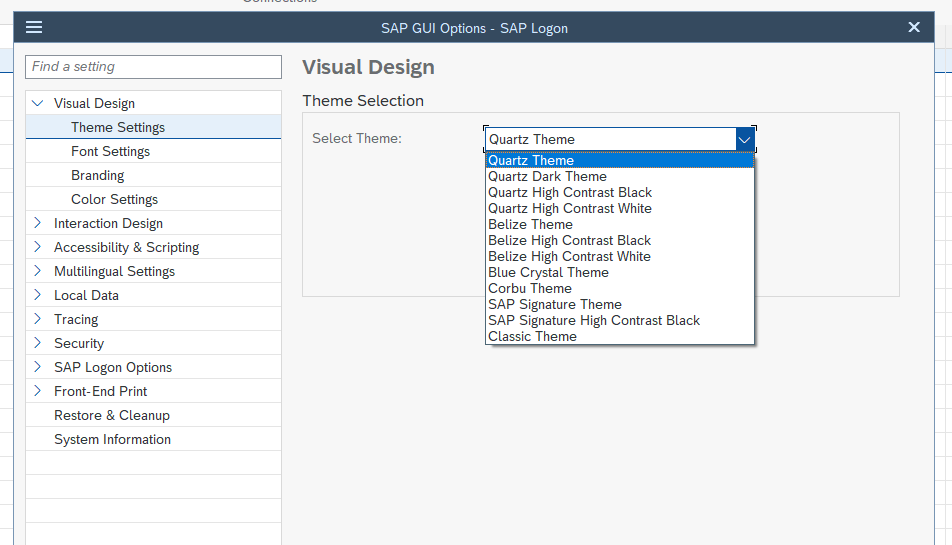 Connections
SAP GUI Options - SAP Logon
Find a setting
Visual Design
Theme Settings
Font Settings
Branding
Color Settings
Interaction Design
Accessibility & Scripting
Multilingual Settings
Local Data
Tracing
Security
SAP Logon Options
Front-End Print
Restore & Cleanup
System Information
Visual Design
Theme Selection
Select Theme:
Quartz Theme
Quartz Theme
Quartz Dark Theme
Quartz High Contrast Black
Quartz High Contrast White
Belize Theme
Belize High Contrast Black
Belize High Contrast White
Blue Crystal Theme
Corbu Theme
SAP Signature Theme
SAP Signature High Contrast Black
Classic Theme